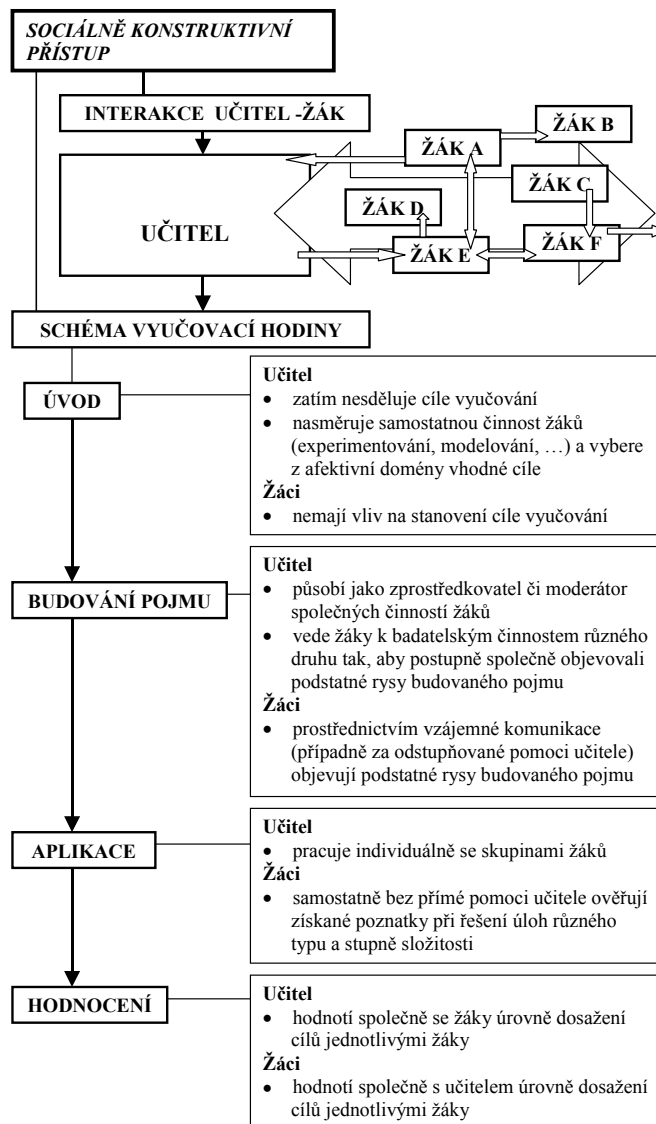 SOCIÁLNĚ KONSTRUKTIVNÍ
PŘÍSTUP
INTERAKCE UČITEL -ŽÁK
ŽÁK A
ŽÁK B
ŽÁK C
ŽÁK D
UČITEL
ŽÁK E
ŽÁK F
SCHÉMA VYUČOVACÍ HODINY
ÚVOD
Učitel
• zatím nesděluje cíle vyučování
• nasměruje samostatnou činnost žáků
(experimentování, modelování, …) a vybere
z afektivní domény vhodné cíle
Žáci
• nemají vliv na stanovení cíle vyučování
BUDOVÁNÍ POJMU
Učitel
• působí jako zprostředkovatel či moderátor
společných činností žáků
• vede žáky k badatelským činnostem různého
druhu tak, aby postupně společně objevovali
podstatné rysy budovaného pojmu
Žáci
• prostřednictvím vzájemné komunikace
(případně za odstupňované pomoci učitele)
objevují podstatné rysy budovaného pojmu
APLIKACE
Učitel
• pracuje individuálně se skupinami žáků
Žáci
• samostatně bez přímé pomoci učitele ověřují
získané poznatky při řešení úloh různého
typu a stupně složitosti
HODNOCENÍ
Učitel
• hodnotí společně se žáky úrovně dosažení
cílů jednotlivými žáky
Žáci
• hodnotí společně s učitelem úrovně dosažení
cílů jednotlivými žáky